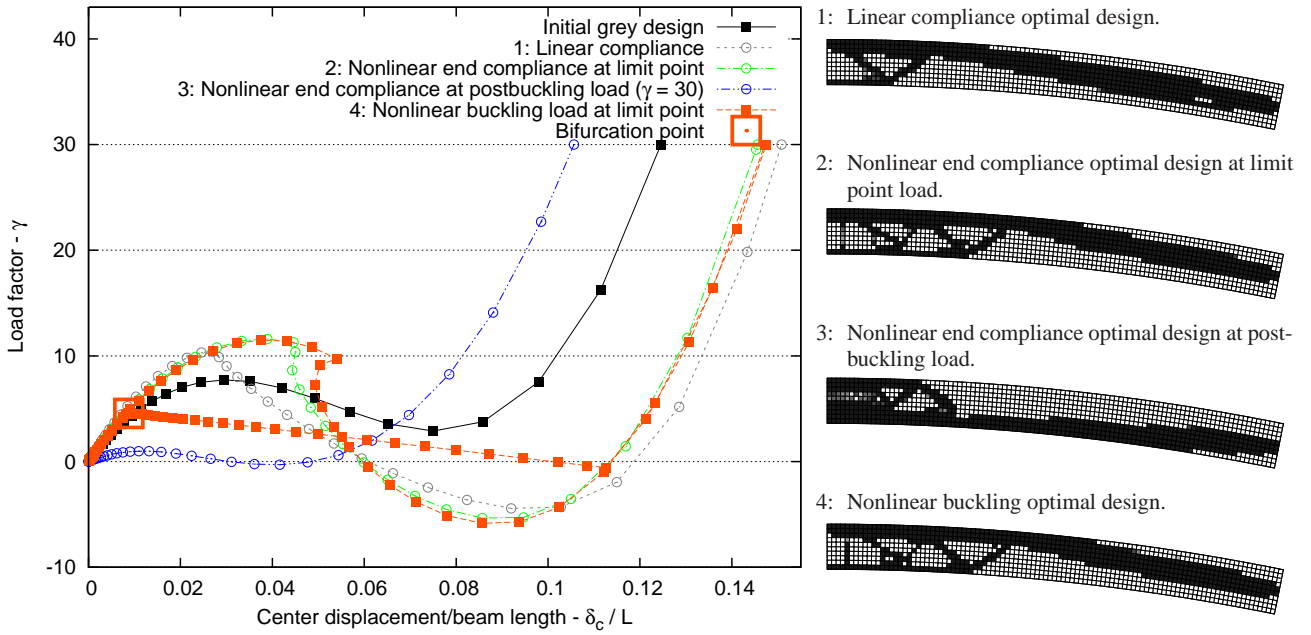 40
30
20
10
0
-10
Load factor - γ
0
0.02
0.04
0.06
0.08
0.1
0.12
0.14
Center displacement/beam length - δc / L
Initial grey design
1: Linear compliance
2: Nonlinear end compliance at limit point
3: Nonlinear end compliance at postbuckling load (γ = 30)
4: Nonlinear buckling load at limit point
Bifurcation point
1: Linear compliance optimal design.
2: Nonlinear end compliance optimal design at limit
point load.
3: Nonlinear end compliance optimal design at post-
buckling load.
4: Nonlinear buckling optimal design.